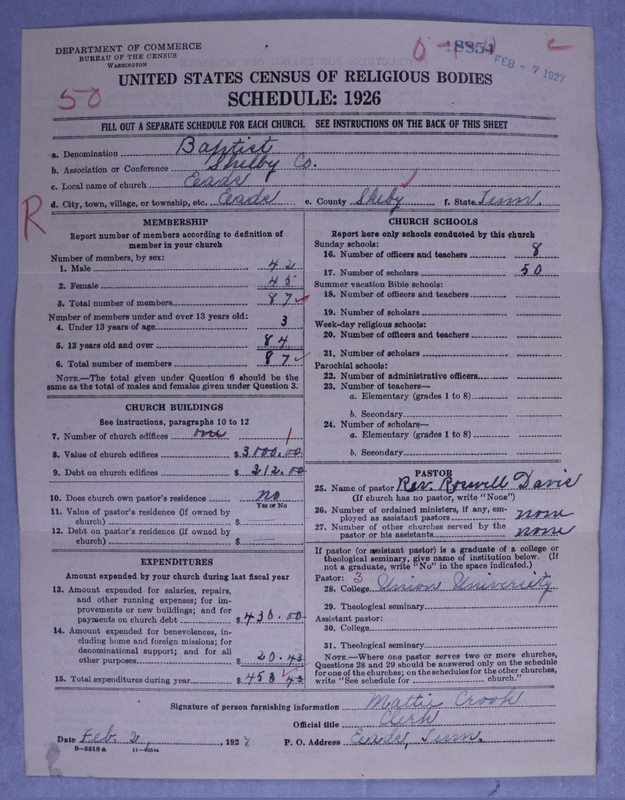 DEPARTMENT OF COMMERCE
BUREAU OF THE CENSUS
WASHINGTON
18354
FEB - 7 1927
50
UNITED STATES CENSUS OF RELIGIOUS BODIES
SCHEDULE: 1926
FILL OUT A SEPARATE SCHEDULE FOR EACH CHURCH. SEE INSTRUCTIONS ON THE BACK OF THIS SHEET
a. Denomination Baptist
b. Association or Conference Shelby Co.
c. Local name of church Eads
d. City, town, village, or township, etc. Eads e. County Shelby f. State Tenn.
R
MEMBERSHIP
Report number of members according to definition of
member in your church
Number of members, by sex:
1. Male 42
2. Female 45
3. Total number of members 87
Number of members under and over 13 years old:
4. Under 13 years of age 3
5. 13 years old and over 84
6. Total number of members 87
NOTE.—The total given under Question 6 should be the
same as the total of males and females given under Question 3.
CHURCH BUILDINGS
See instructions, paragraphs 10 to 12
7. Number of church edifices one 1
8. Value of church edifices $3000.00
9. Debt on church edifices $ 212.00
10. Does church own pastor's residence no
Yes or No
11. Value of pastor's residence (if owned by
church) $ —
12. Debt on pastor's residence (if owned by
church) $ —
EXPENDITURES
Amount expended by your church during last fiscal year
13. Amount expended for salaries, repairs,
and other running expenses; for im-
provements or new buildings; and for
payments on church debt $430.00
14. Amount expended for benevolences, in-
cluding home and foreign missions; for
denominational support; and for all
other purposes $ 20.43
15. Total expenditures during year $ 45 43
CHURCH SCHOOLS
Report here only schools conducted by this church
Sunday schools:
16. Number of officers and teachers 8
17. Number of scholars 50
Summer vacation Bible schools:
18. Number of officers and teachers
19. Number of scholars
Week-day religious schools:
20. Number of officers and teachers
21. Number of scholars
Parochial schools:
22. Number of administrative officers
23. Number of teachers—
a. Elementary (grades 1 to 8)
b. Secondary
24. Number of scholars—
a. Elementary (grades 1 to 8)
b. Secondary
PASTOR
25. Name of pastor Rev. Roswell Davis
(If church has no pastor, write "None")
26. Number of ordained ministers, if any, em-
ployed as assistant pastors none
27. Number of other churches served by the
pastor or his assistants none
If pastor (or assistant pastor) is a graduate of a college or
theological seminary, give name of institution below. (If
not a graduate, write "No" in the space indicated.)
Pastor: 3
28. College Union University
29. Theological seminary
Assistant pastor:
30. College
31. Theological seminary
NOTE.—Where one pastor serves two or more churches,
Questions 28 and 29 should be answered only on the schedule
for one of the churches; on the schedules for the other churches,
write "See schedule for church."
Signature of person furnishing information Mattie Crook
Official title Clerk
Date Feb. 2, 1927 P. O. Address Eads, Tenn.
8-5518a 11-9054a